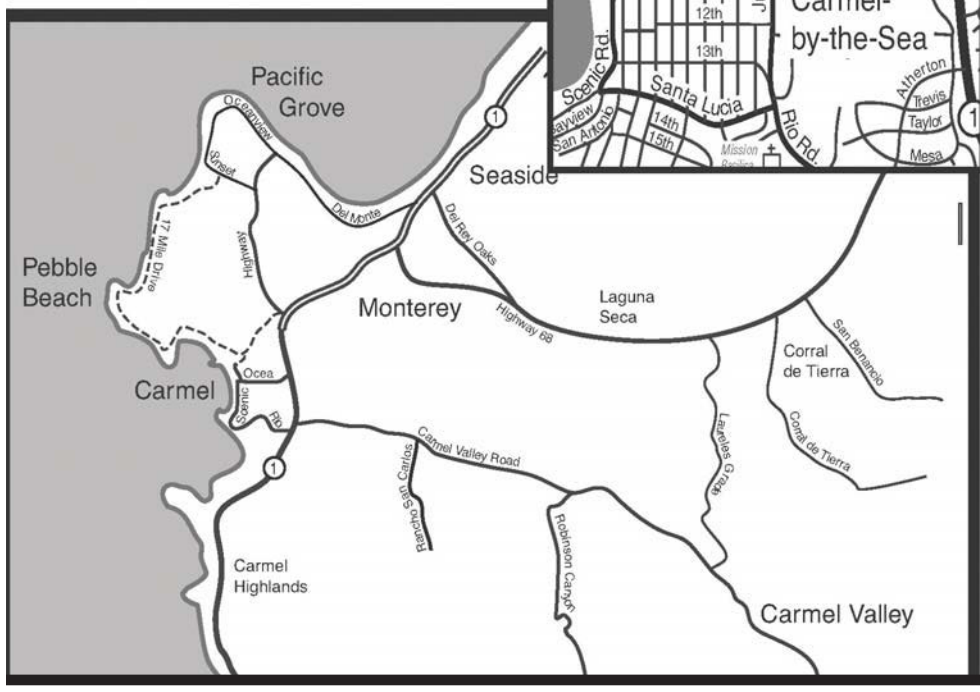 Carmel-
by-the-Sea
12th
13th
Scenic Rd.
Santa Lucia
14th
15th
San Antonio
Mission
Rio Rd.
Atherton
Trevis
Taylor
Mesa
1
Pacific
Grove
Oceanview
Sunset
1
Seaside
Del Monte
Del Rey Oaks
17 Mile Drive
Highway
Pebble
Beach
Monterey
Highway 68
Laguna
Seca
San Benancio
Corral
de Tierra
Carmel
Ocea
Scenic
Rio
Carmel Valley Road
Laureles Grade
Corral de Tierra
1
Rancho San Carlos
Robinson Canyon
Carmel
Highlands
Carmel Valley